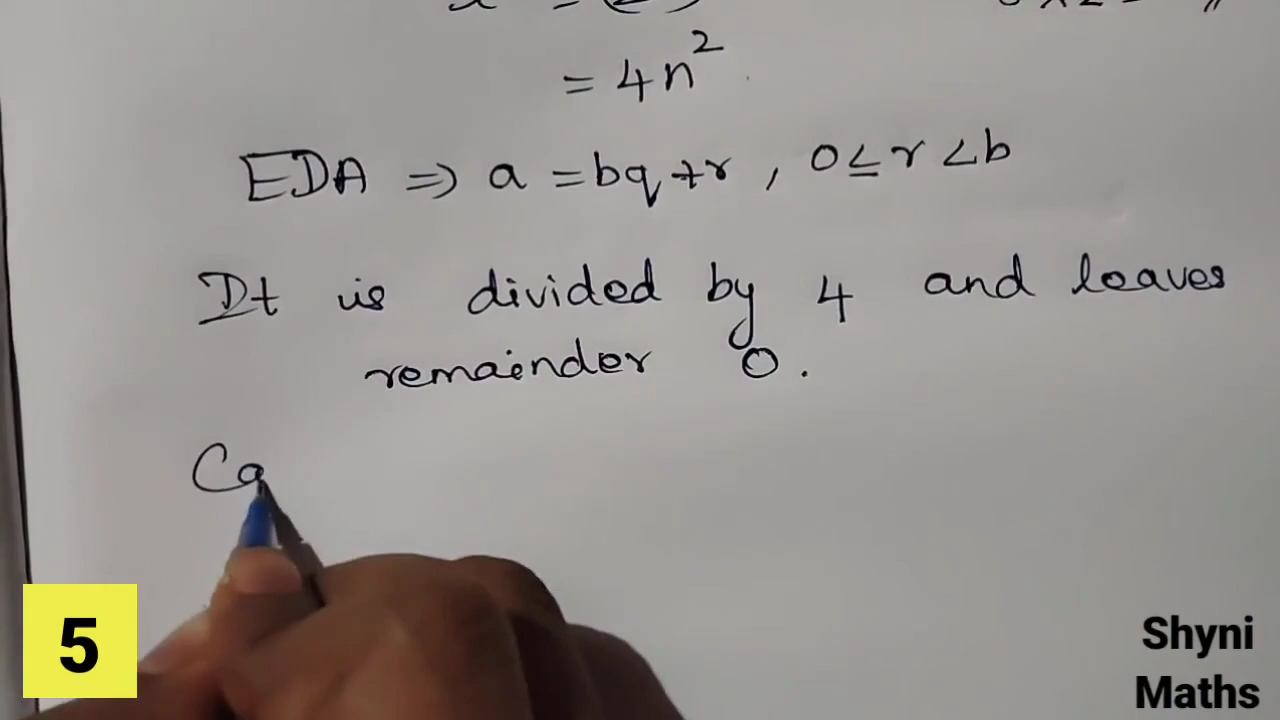 = 4n²
EDA ⇒ a = bq + r, 0 ≤ r < b
It is divided by 4 and leaves
remainder 0.
Ca
5
Shyni
Maths